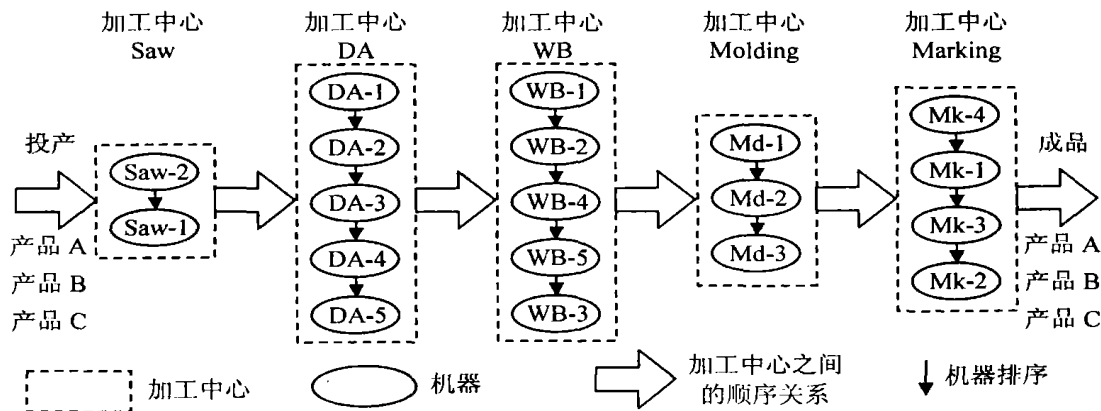 加工中心
Saw
加工中心
DA
加工中心
WB
加工中心
Molding
加工中心
Marking
投产
产品 A
产品 B
产品 C
Saw-2
Saw-1
DA-1
DA-2
DA-3
DA-4
DA-5
WB-1
WB-2
WB-4
WB-5
WB-3
Md-1
Md-2
Md-3
Mk-4
Mk-1
Mk-3
Mk-2
成品
产品 A
产品 B
产品 C
加工中心
机器
加工中心之间
的顺序关系
机器排序